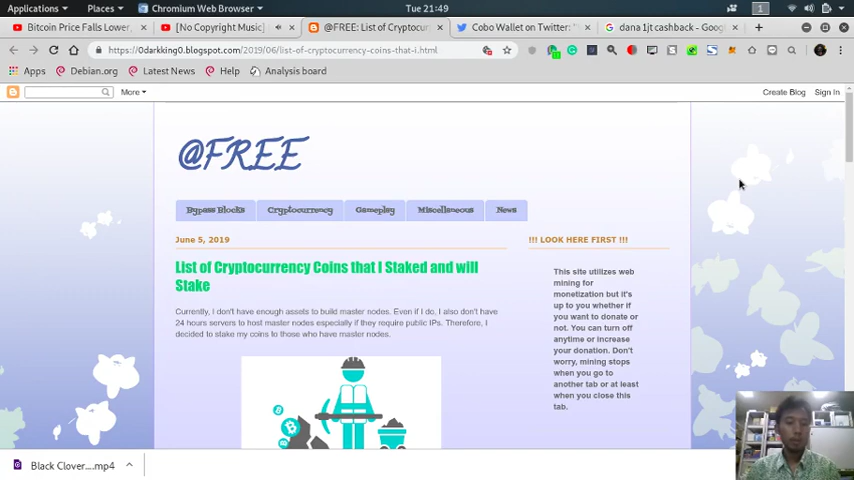 Applications Places Chromium Web Browser Tue 21:49 1
Bitcoin Price Falls Lower, [No Copyright Music] @FREE: List of Cryptocur Cobo Wallet on Twitter: " dana 1jt cashback - Goog
https://0darkking0.blogspot.com/2019/06/list-of-cryptocurrency-coins-that-i.html
Apps Debian.org Latest News Help Analysis board
More Create Blog Sign In
@FREE
Bypass Blocks Cryptocurrency Gameplay Miscellaneous News
June 5, 2019
List of Cryptocurrency Coins that I Staked and will
Stake
Currently, I don't have enough assets to build master nodes. Even if I do, I also don't have
24 hours servers to host master nodes especially if they require public IPs. Therefore, I
decided to stake my coins to those who have master nodes.
!!! LOOK HERE FIRST !!!
This site utilizes web
mining for
monetization but it's
up to you whether if
you want to donate or
not. You can turn off
anytime or increase
your donation. Don't
worry, mining stops
when you go to
another tab or at least
when you close this
tab.
Black Clover....mp4